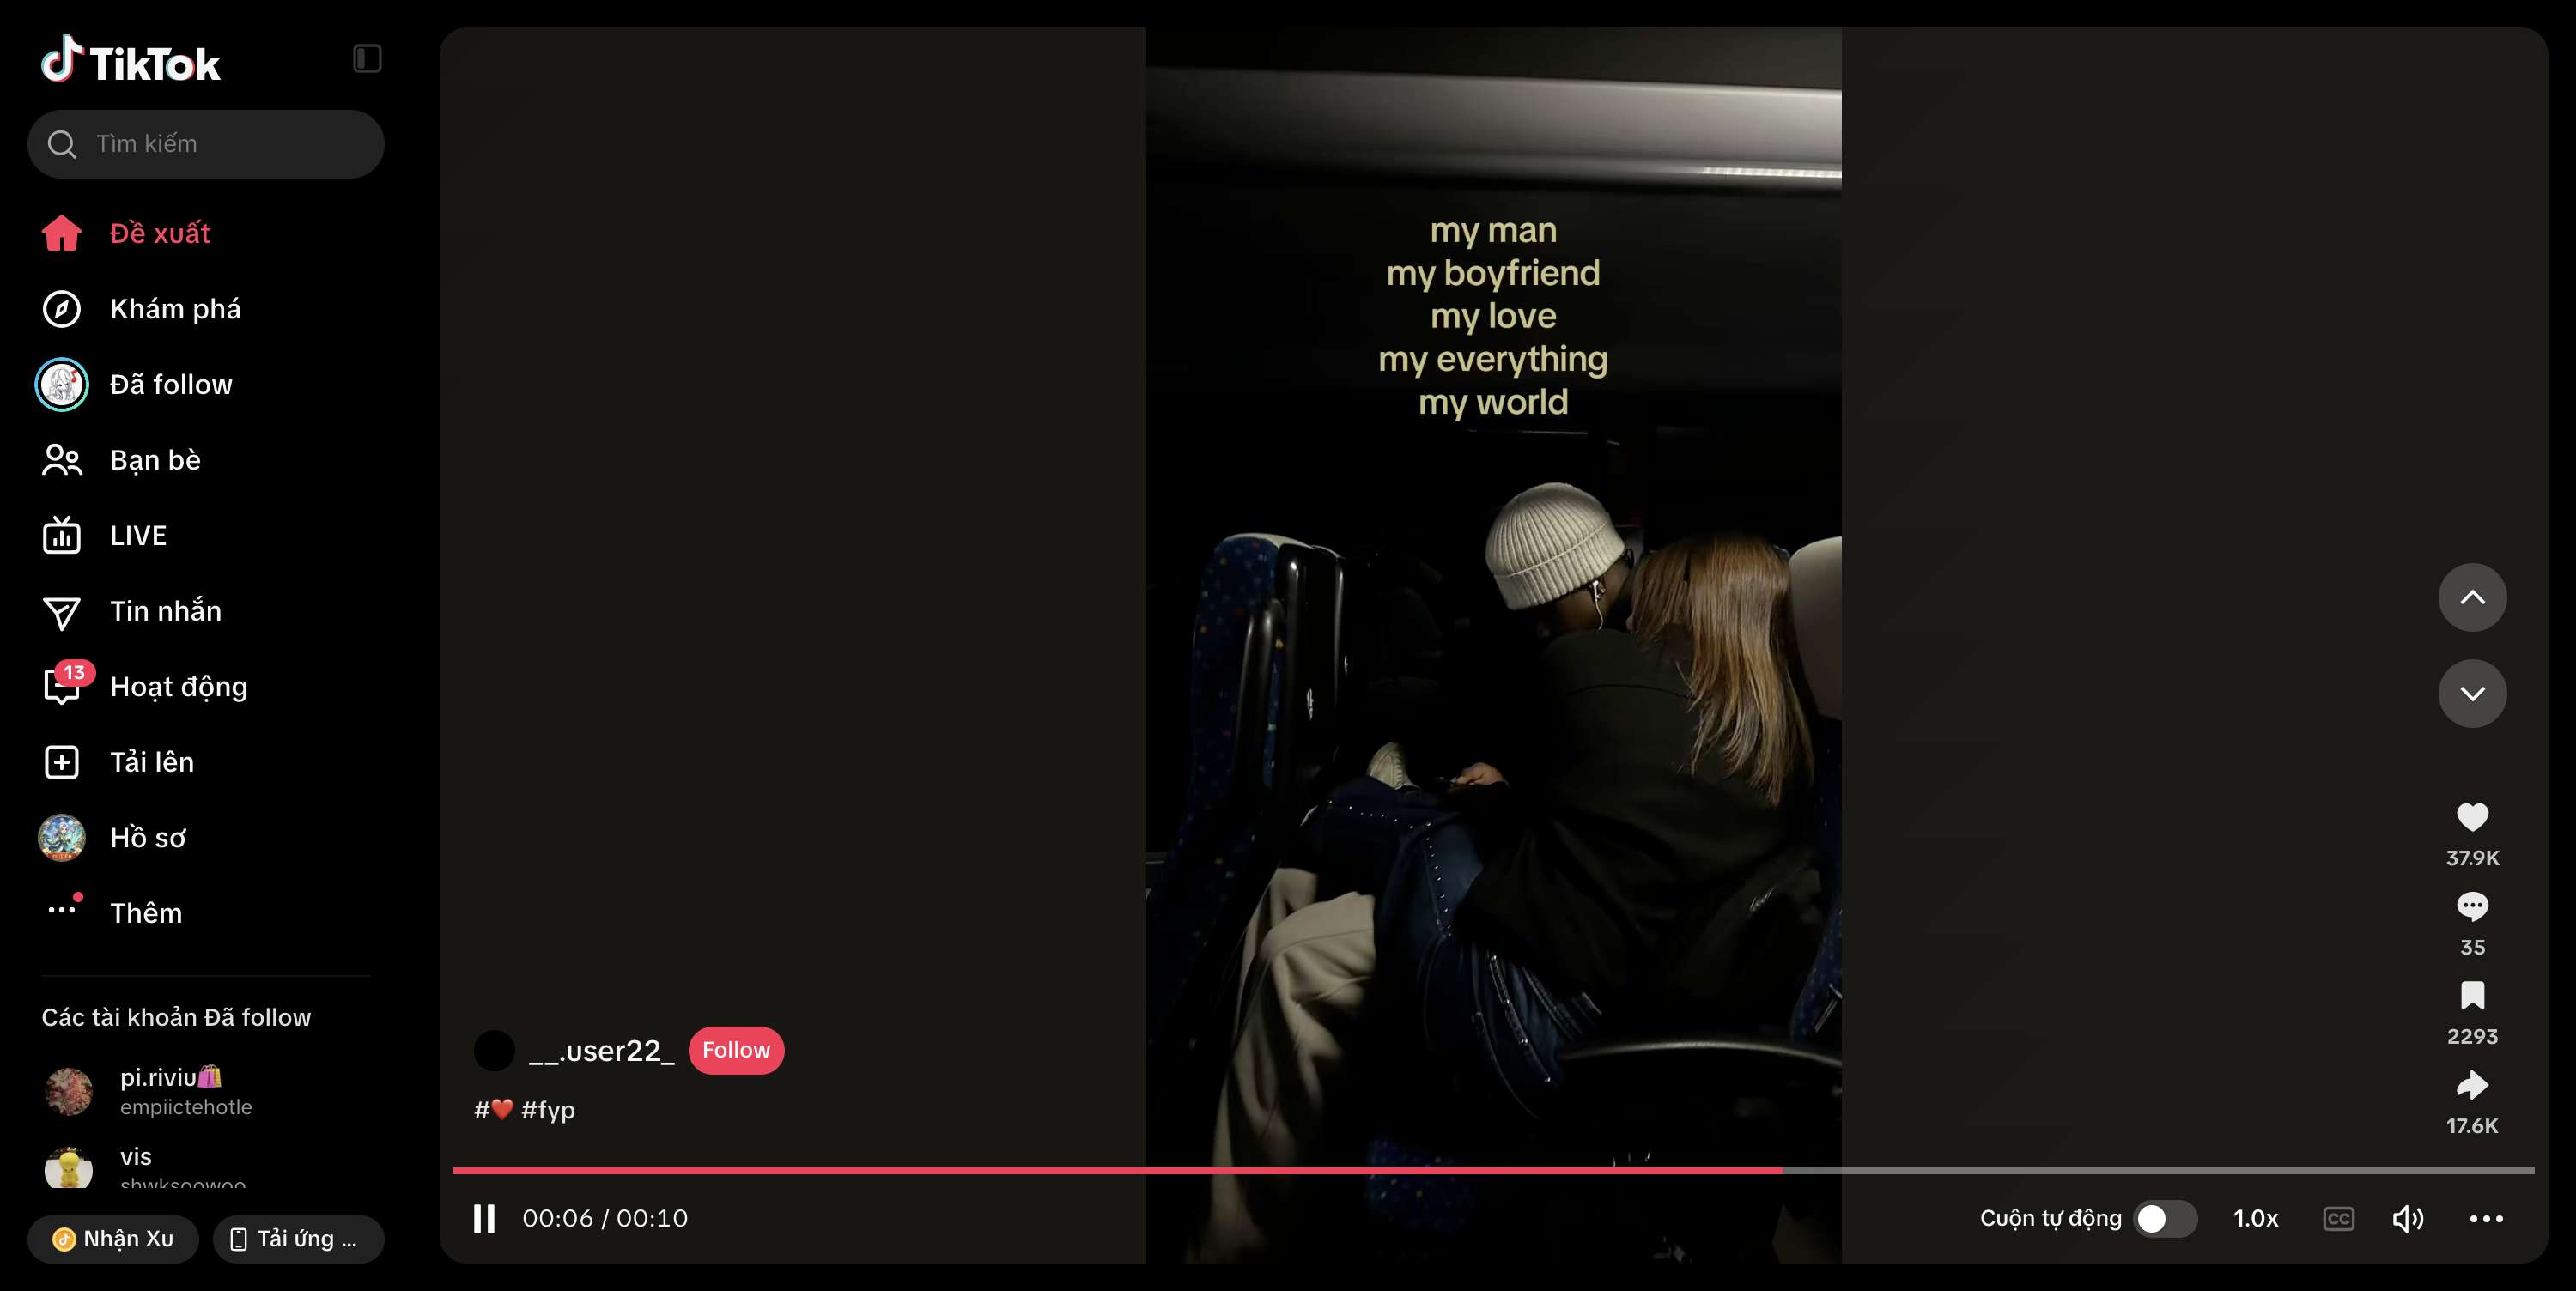 TikTok
Tìm kiếm
Đề xuất
Khám phá
Đã follow
Bạn bè
LIVE
Tin nhắn
13
Hoạt động
Tải lên
Hồ sơ
Thêm
Các tài khoản Đã follow
pi.riviu🛍️
empiictehotle
vis
shwksoowoo
Nhận Xu
Tải ứng ...
my man
my boyfriend
my love
my everything
my world
__.user22_
Follow
#❤️ #fyp
00:06 / 00:10
37.9K
35
2293
17.6K
Cuộn tự động
1.0x
CC